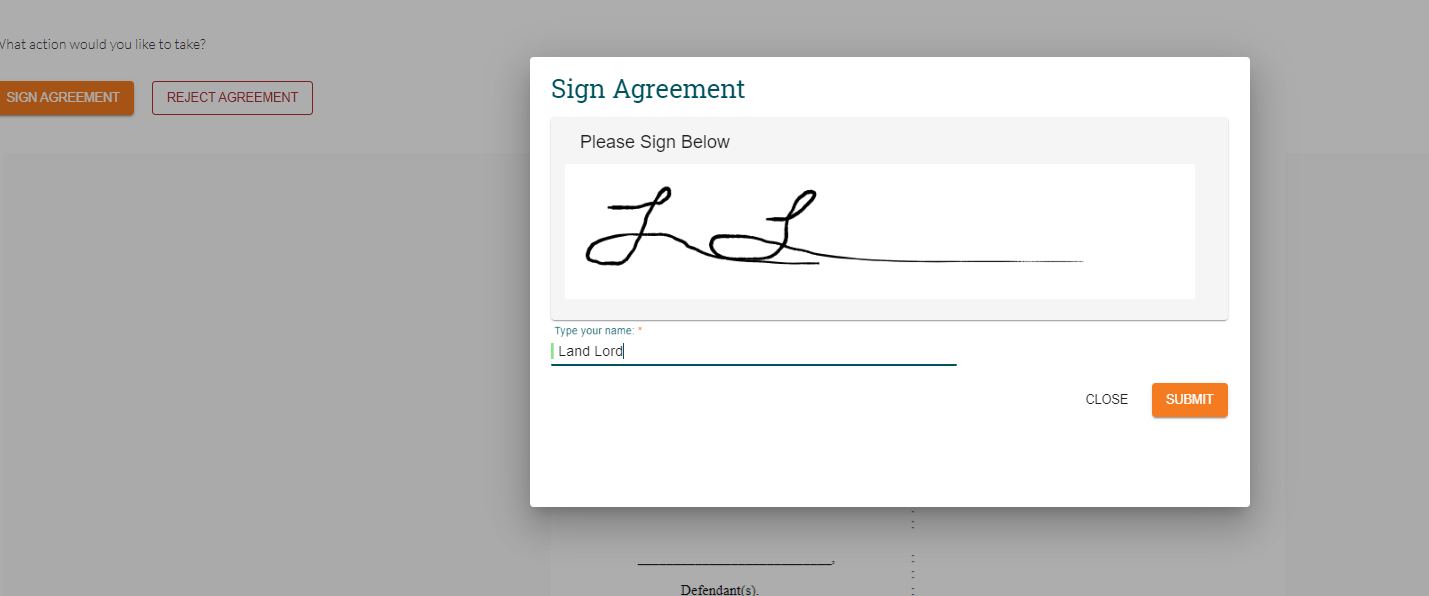 What action would you like to take?
SIGN AGREEMENT
REJECT AGREEMENT
Sign Agreement
Please Sign Below
Type your name: *
Land Lord
CLOSE
SUBMIT
Defendant(s).